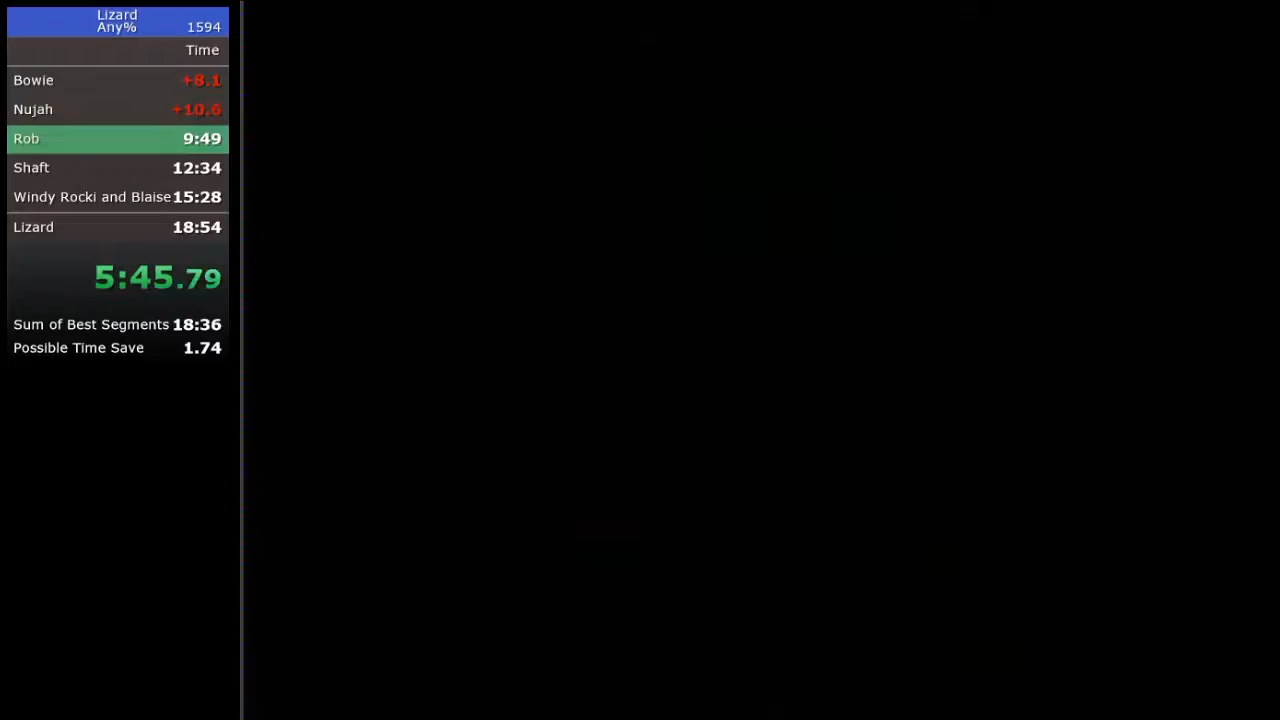 Lizard
Any% 1594
Time
Bowie +8.1
Nujah +10.6
Rob 9:49
Shaft 12:34
Windy Rocki and Blaise 15:28
Lizard 18:54
5:45.79
Sum of Best Segments 18:36
Possible Time Save 1.74